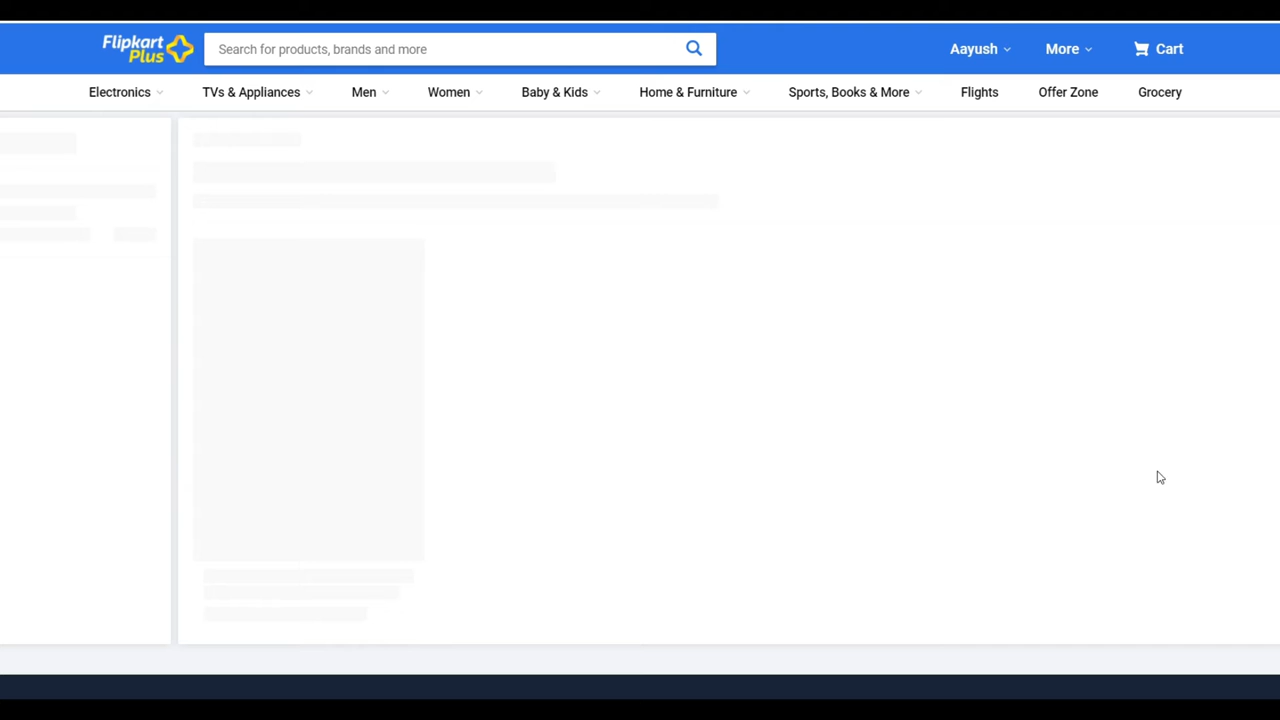 Flipkart
Plus
Search for products, brands and more
Aayush
More
Cart
Electronics
TVs & Appliances
Men
Women
Baby & Kids
Home & Furniture
Sports, Books & More
Flights
Offer Zone
Grocery